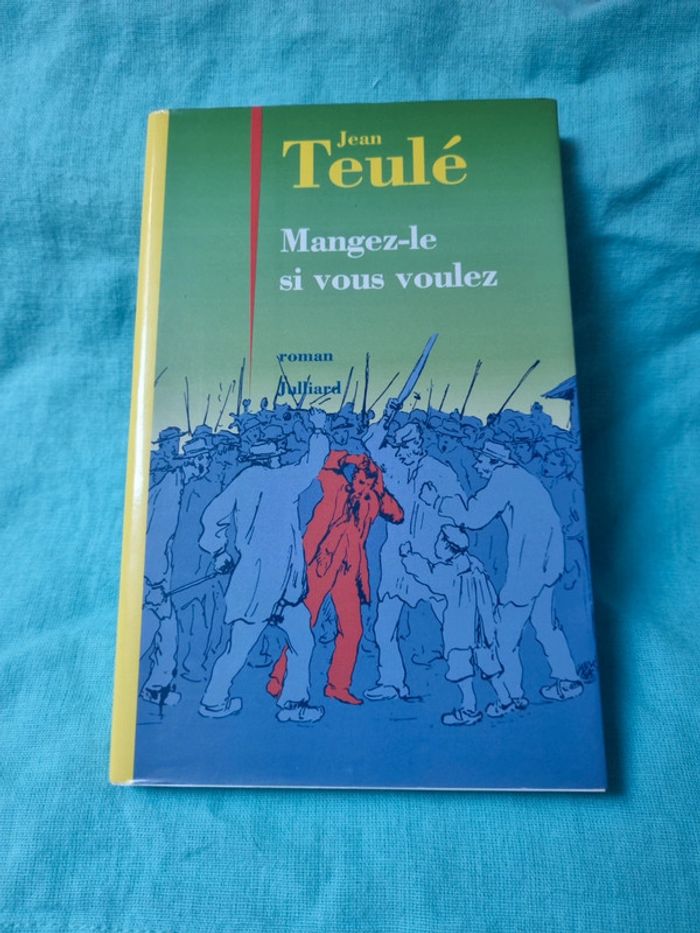 Jean
Teulé
Mangez-le
si vous voulez
roman
Julliard